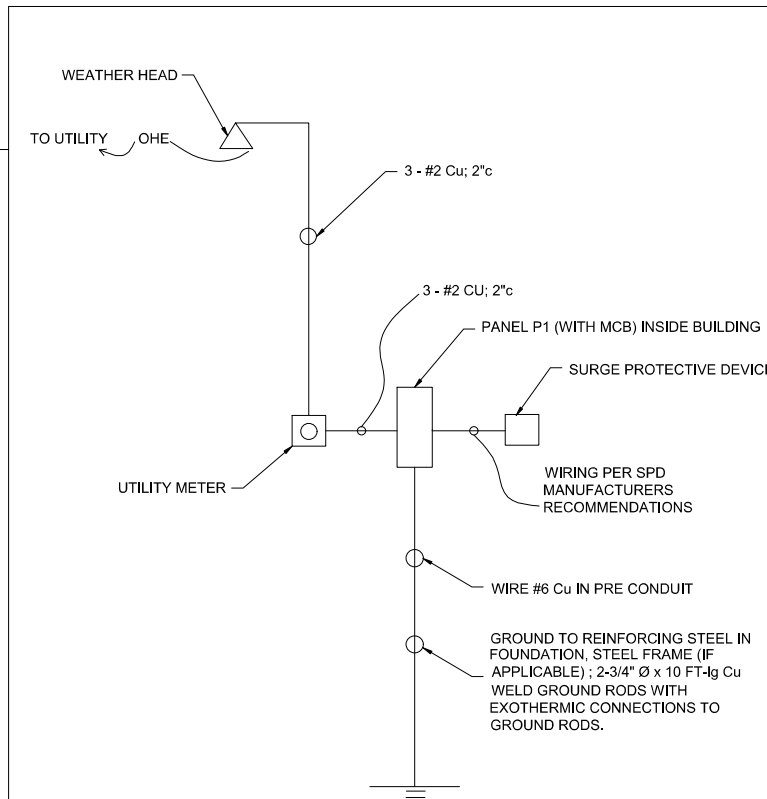 WEATHER HEAD
TO UTILITY OHE
3 - #2 Cu; 2"c
3 - #2 CU; 2"c
PANEL P1 (WITH MCB) INSIDE BUILDING
SURGE PROTECTIVE DEVICE
UTILITY METER
WIRING PER SPD
MANUFACTURERS
RECOMMENDATIONS
WIRE #6 Cu IN PRE CONDUIT
GROUND TO REINFORCING STEEL IN
FOUNDATION, STEEL FRAME (IF
APPLICABLE) ; 2-3/4" Ø x 10 FT-lg Cu
WELD GROUND RODS WITH
EXOTHERMIC CONNECTIONS TO
GROUND RODS.